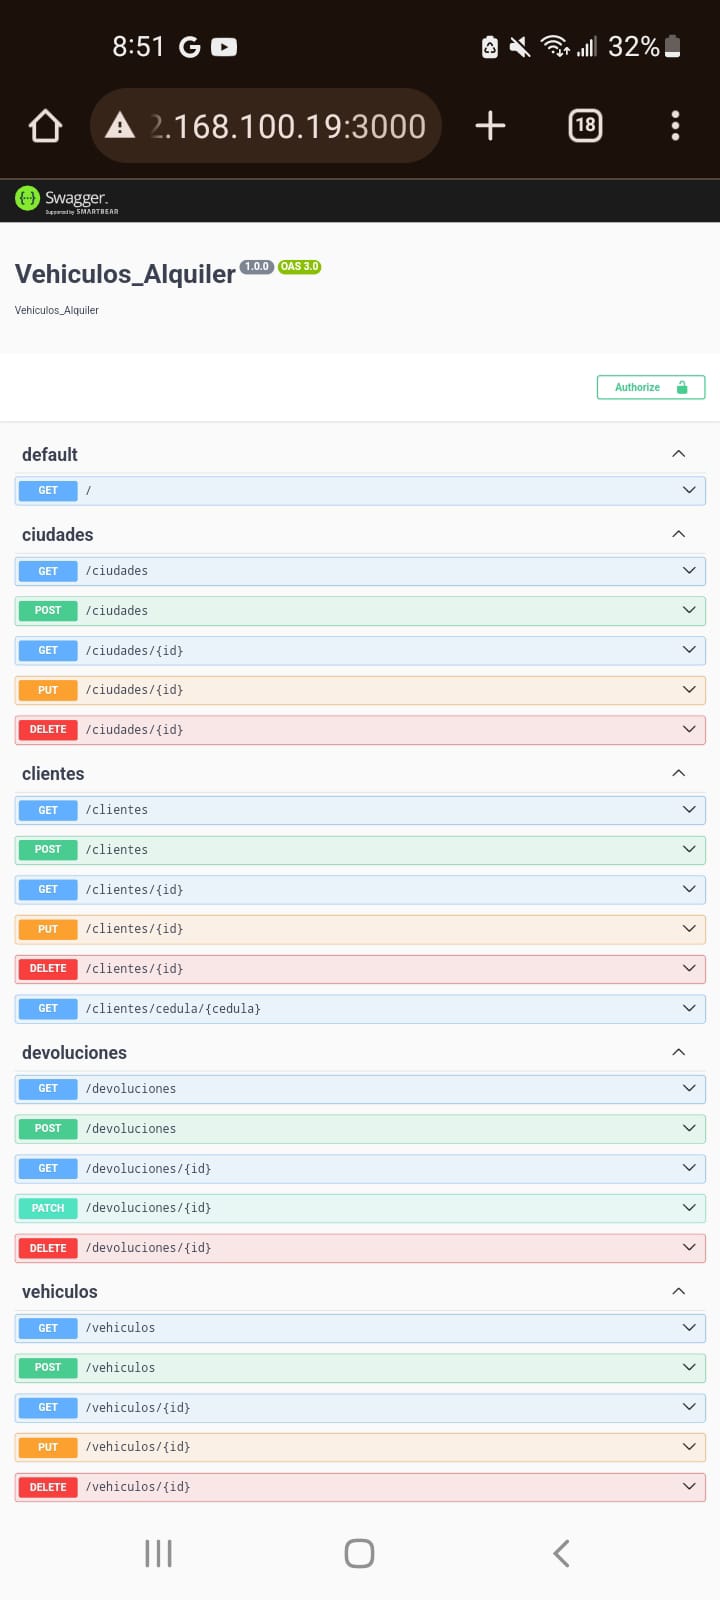 8:51 G 32%
2.168.100.19:3000 18
Swagger.
Supported by SMARTBEAR
Vehiculos_Alquiler 1.0.0 OAS 3.0
Vehiculos_Alquiler
Authorize
default
GET /
ciudades
GET /ciudades
POST /ciudades
GET /ciudades/{id}
PUT /ciudades/{id}
DELETE /ciudades/{id}
clientes
GET /clientes
POST /clientes
GET /clientes/{id}
PUT /clientes/{id}
DELETE /clientes/{id}
GET /clientes/cedula/{cedula}
devoluciones
GET /devoluciones
POST /devoluciones
GET /devoluciones/{id}
PATCH /devoluciones/{id}
DELETE /devoluciones/{id}
vehiculos
GET /vehiculos
POST /vehiculos
GET /vehiculos/{id}
PUT /vehiculos/{id}
DELETE /vehiculos/{id}